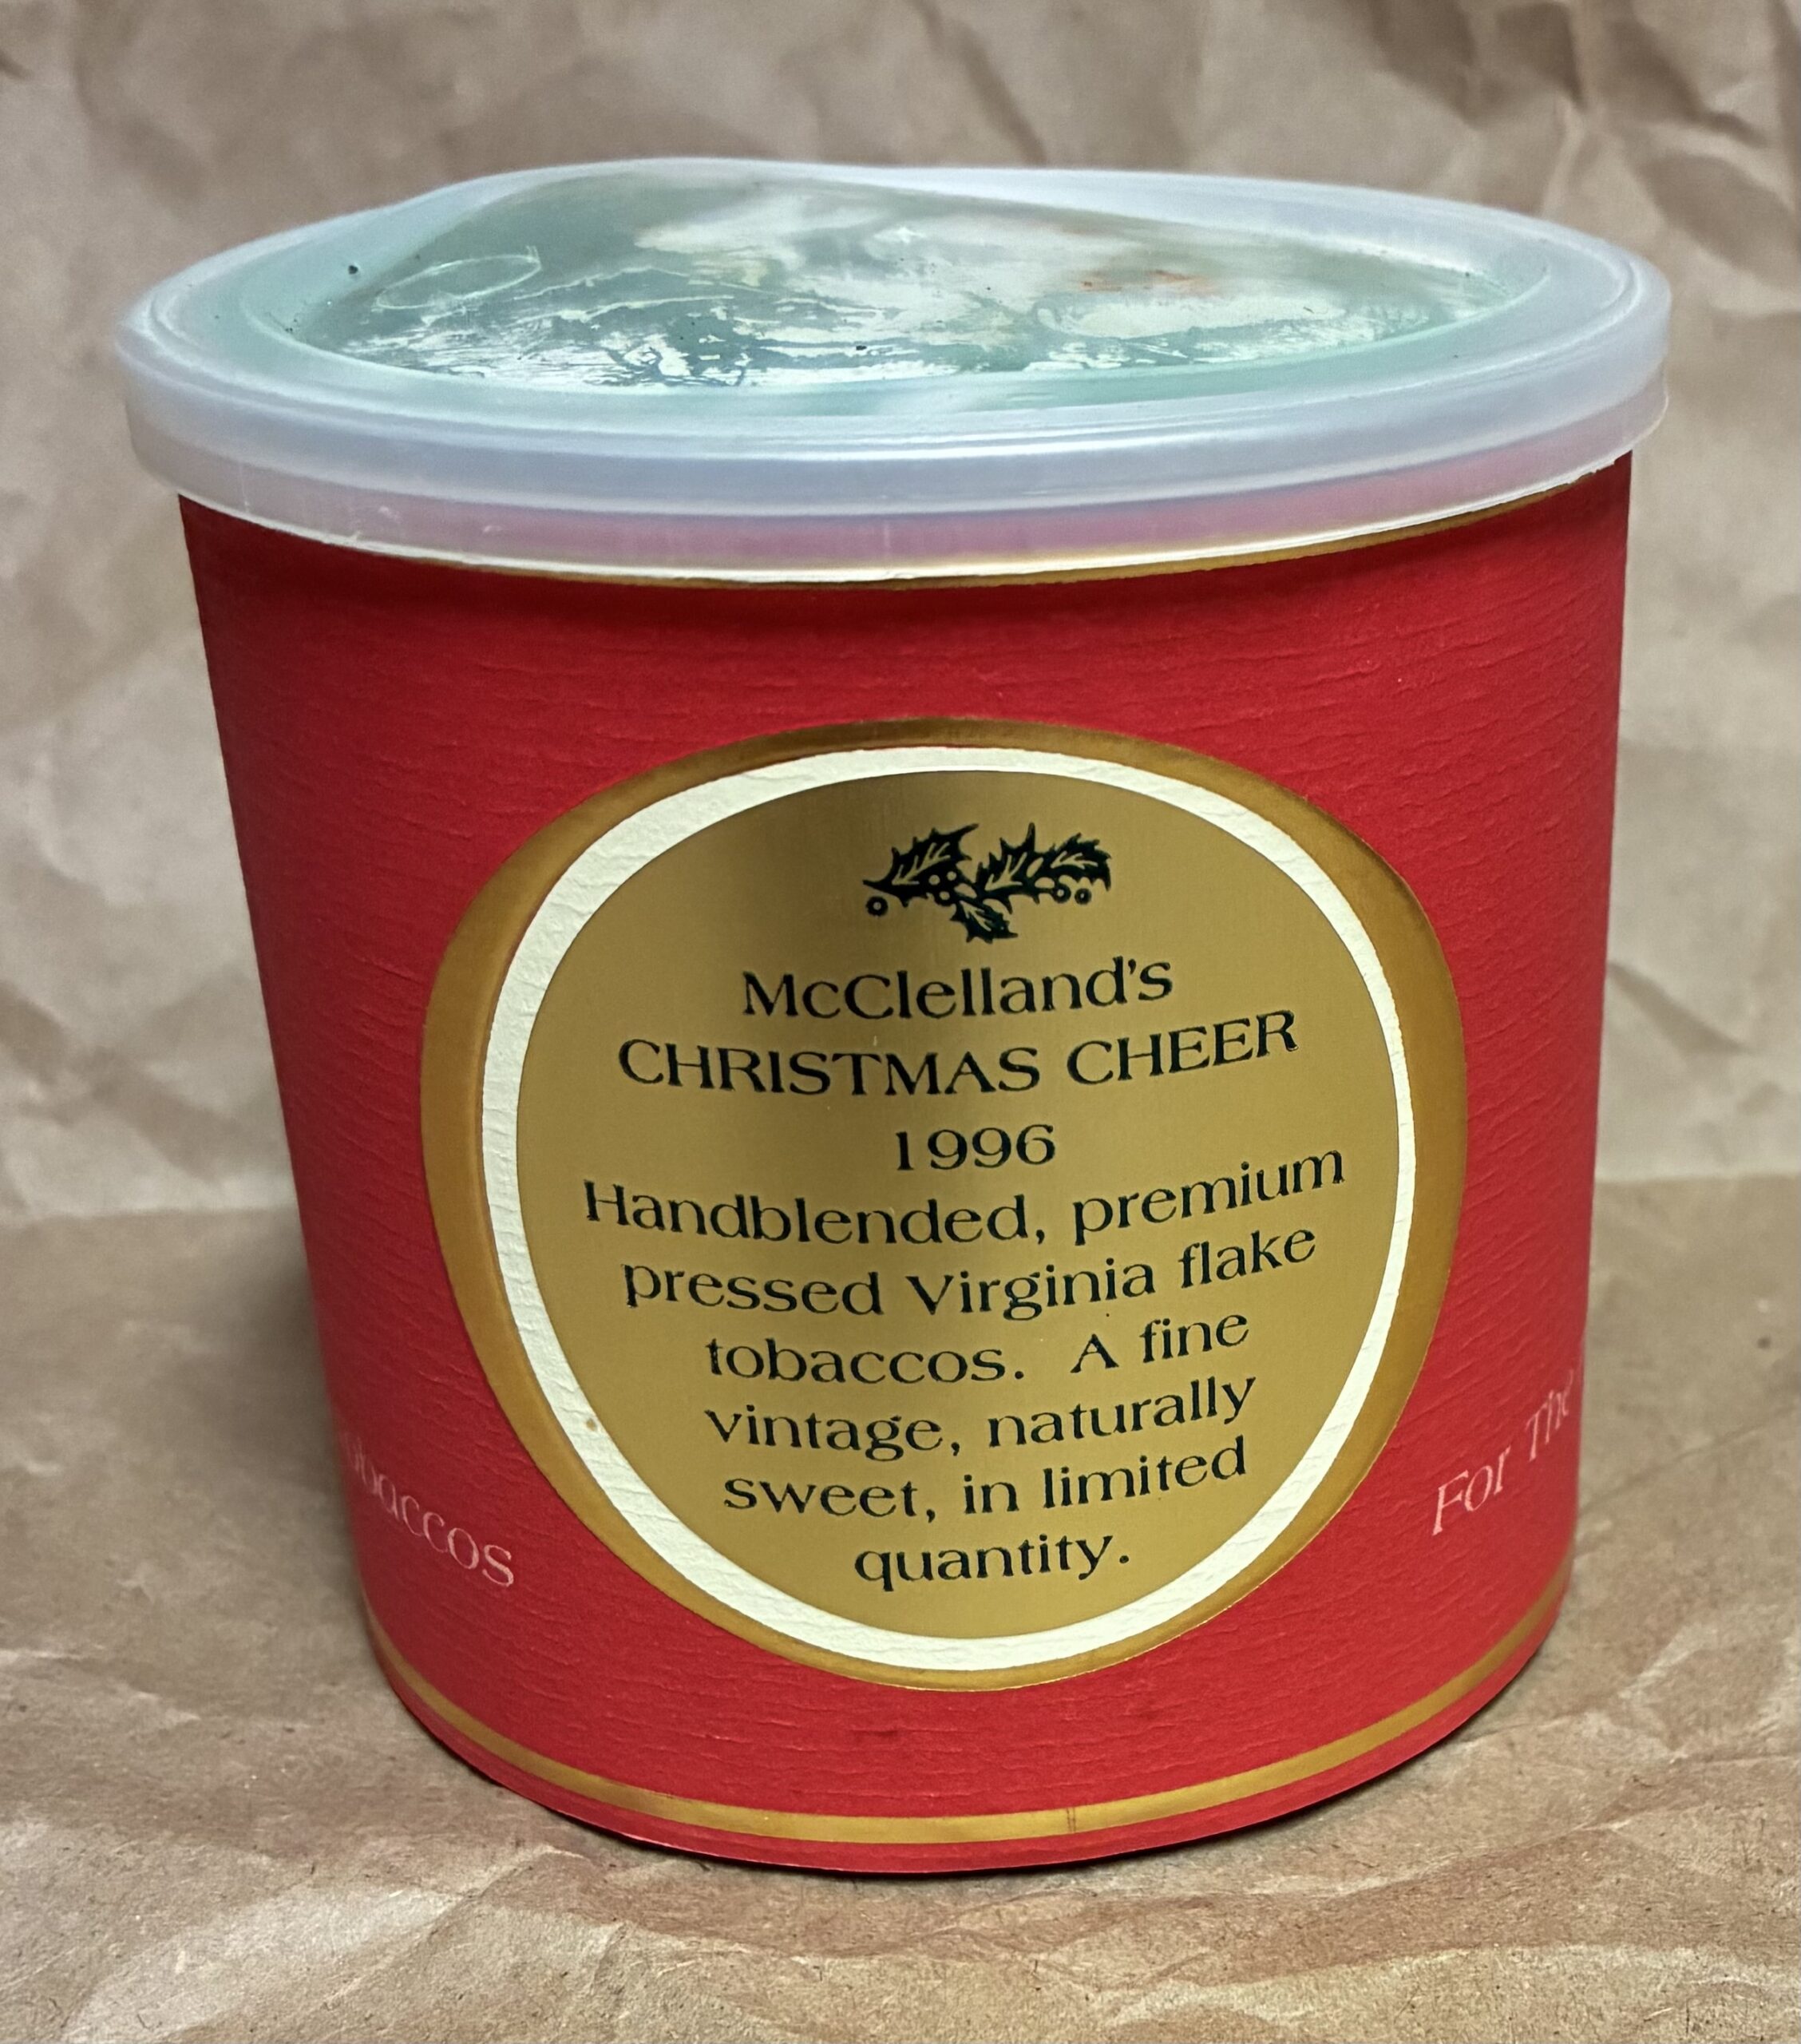 McClelland's
CHRISTMAS CHEER
1996
Handblended, premium
pressed Virginia flake
tobaccos. A fine
vintage, naturally
sweet, in limited
quantity.
For The